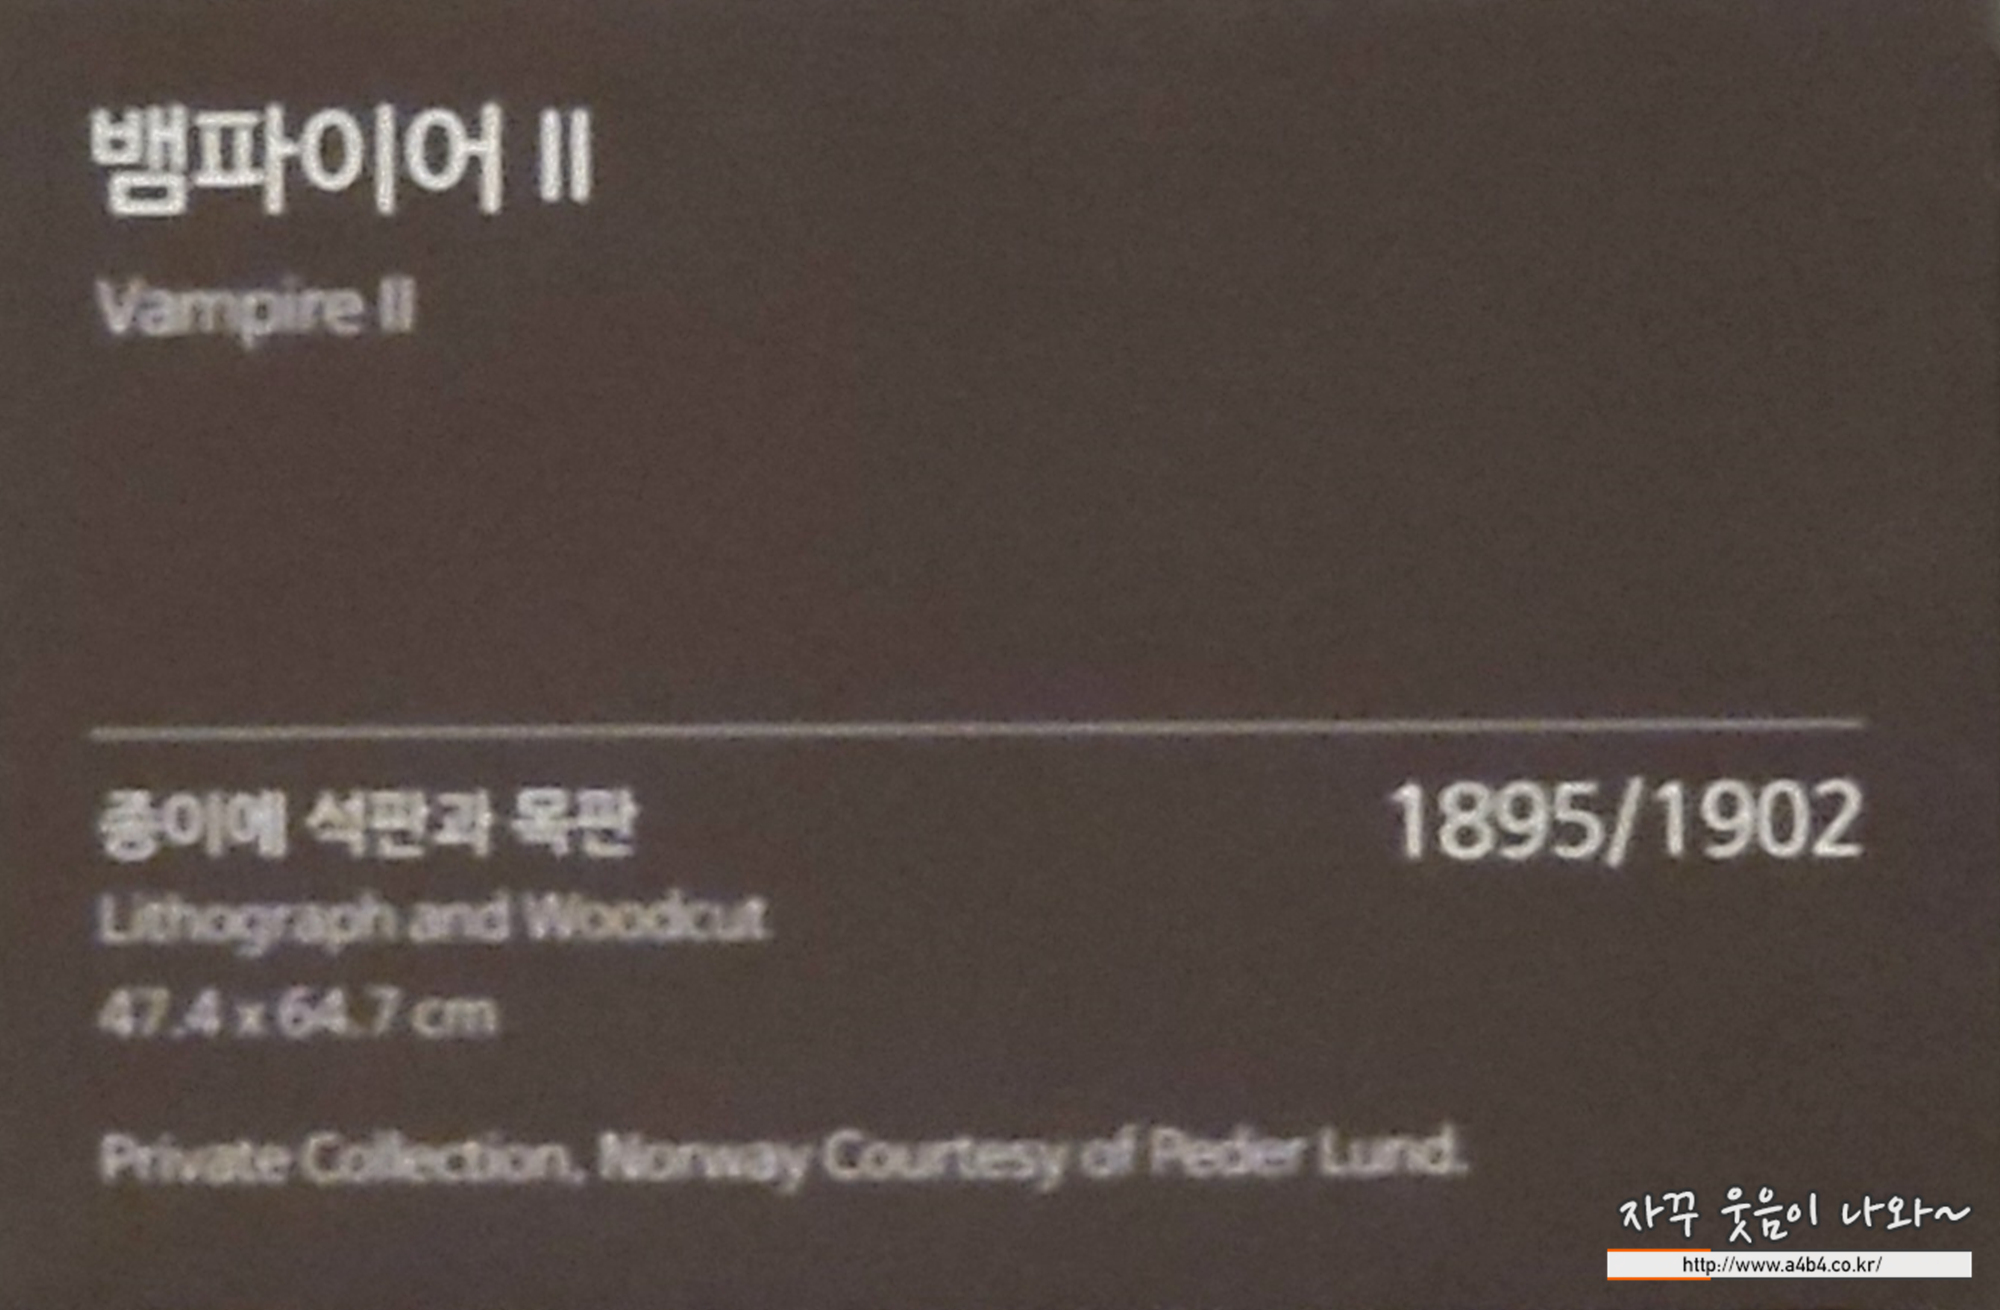 뱀파이어 II
Vampire II
종이에 석판과 목판
1895/1902
Lithograph and Woodcut
47.4 x 64.7 cm
Private Collection, Norway Courtesy of Peder Lund.
자꾸 웃음이 나와~
http://www.a4b4.co.kr/